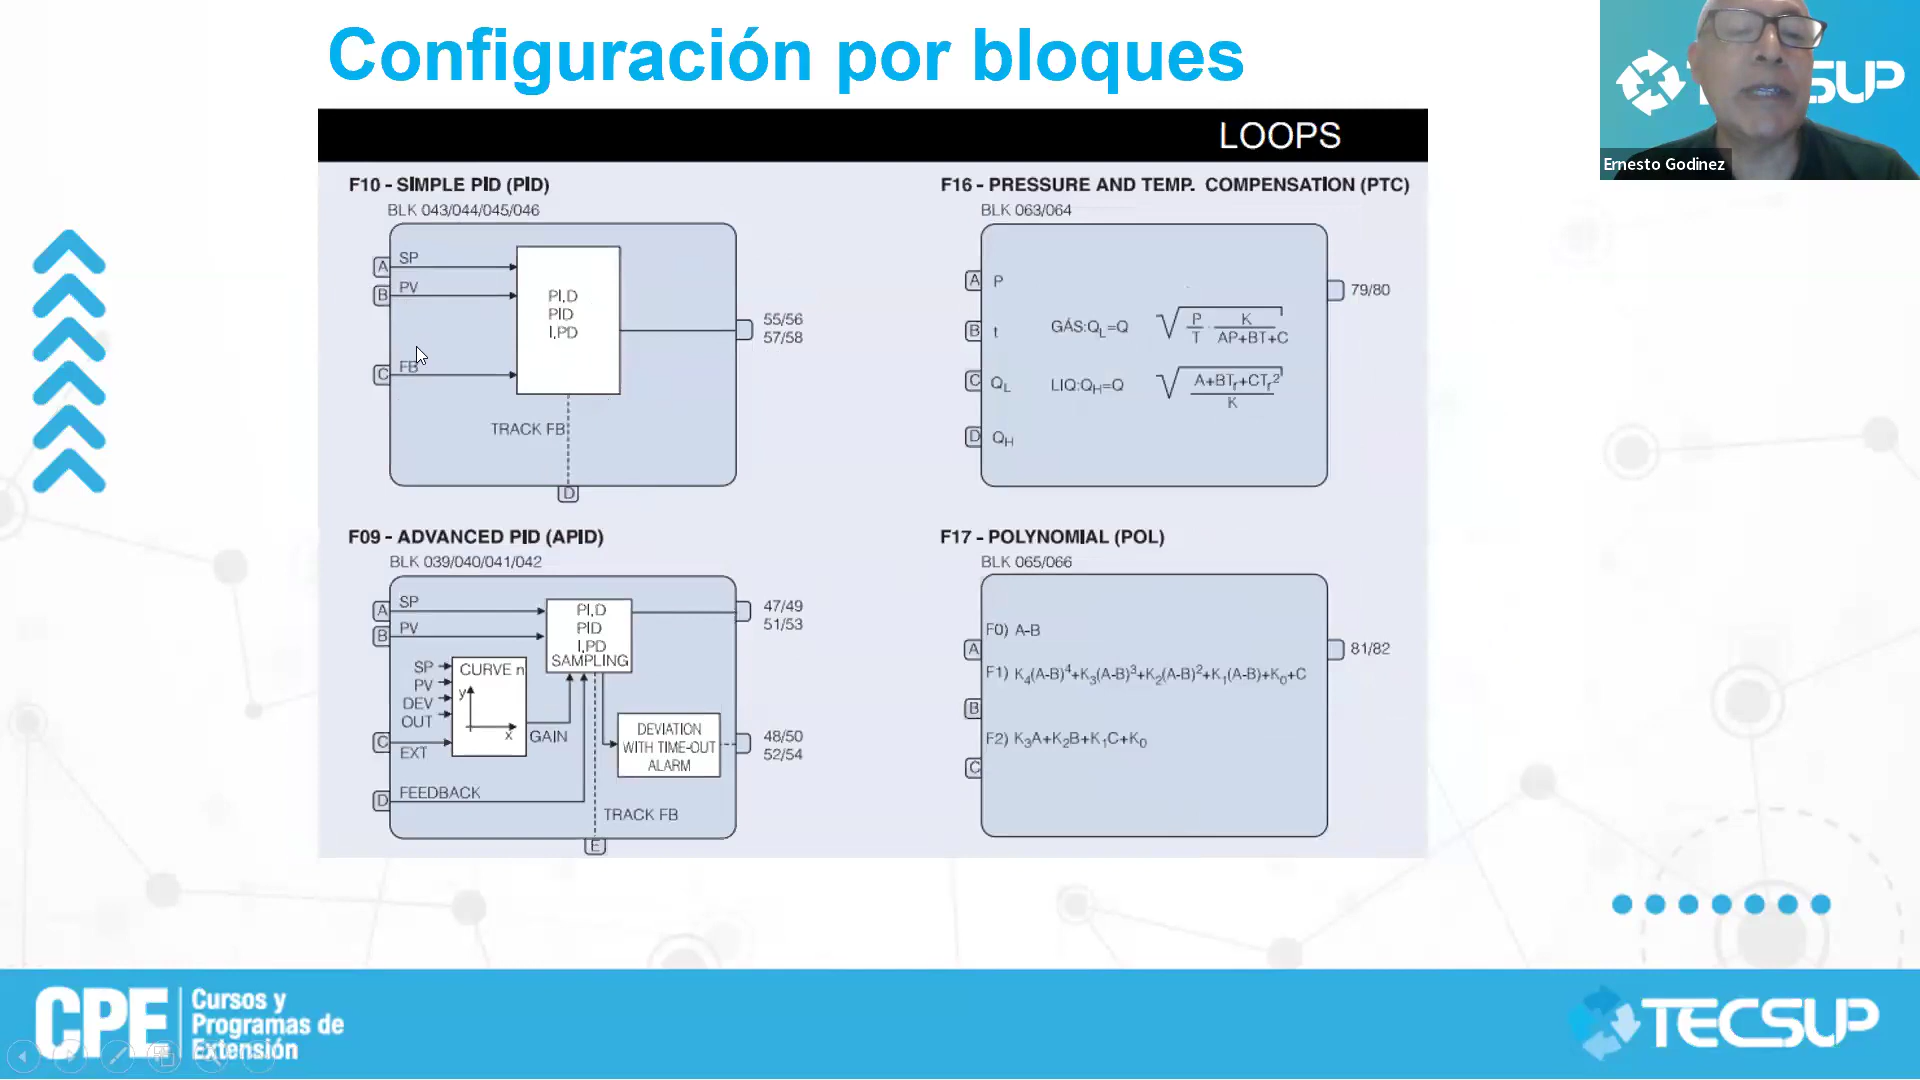 Configuración por bloques
LOOPS
F10 - SIMPLE PID (PID)
BLK 043/044/045/046
A
SP
B
PV
C
FB
PI,D
PID
I,PD
TRACK FB
D
55/56
57/58
F16 - PRESSURE AND TEMP. COMPENSATION (PTC)
BLK 063/064
A
P
B
t
C
QL
D
QH
GÁS:QL=Q √ P/T · K/AP+BT+C
LIQ:QH=Q √ A+BTf+CTf²/K
79/80
F09 - ADVANCED PID (APID)
BLK 039/040/041/042
A
SP
B
PV
SP
PV
DEV
OUT
C
EXT
D
FEEDBACK
CURVE n
y
x
GAIN
PI,D
PID
I,PD
SAMPLING
DEVIATION
WITH TIME-OUT
ALARM
TRACK FB
E
47/49
51/53
48/50
52/54
F17 - POLYNOMIAL (POL)
BLK 065/066
F0) A-B
A
F1) K₄(A-B)⁴+K₃(A-B)³+K₂(A-B)²+K₁(A-B)+K₀+C
B
F2) K₃A+K₂B+K₁C+K₀
C
81/82
SUP
Ernesto Godinez
CPE
Cursos y
Programas de
Extensión
TECSUP